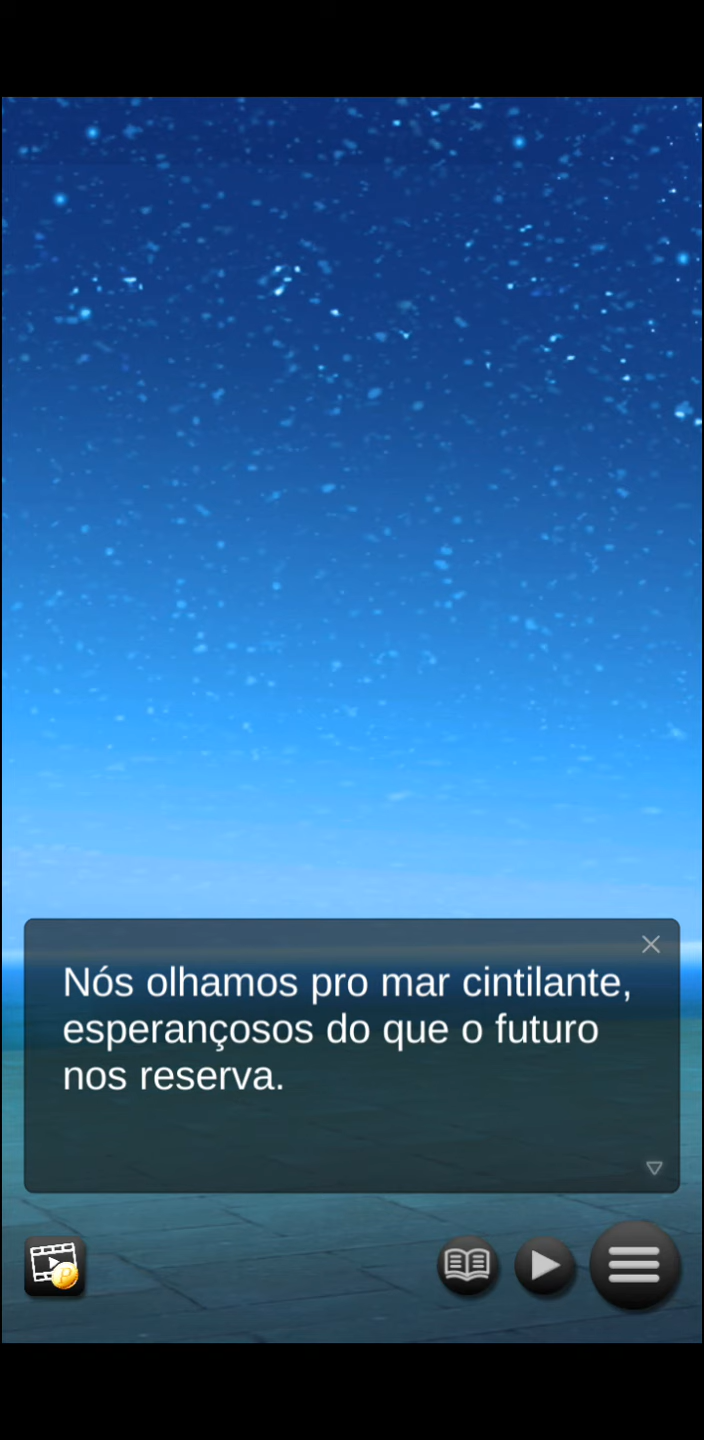 Nós olhamos pro mar cintilante,
esperançosos do que o futuro
nos reserva.